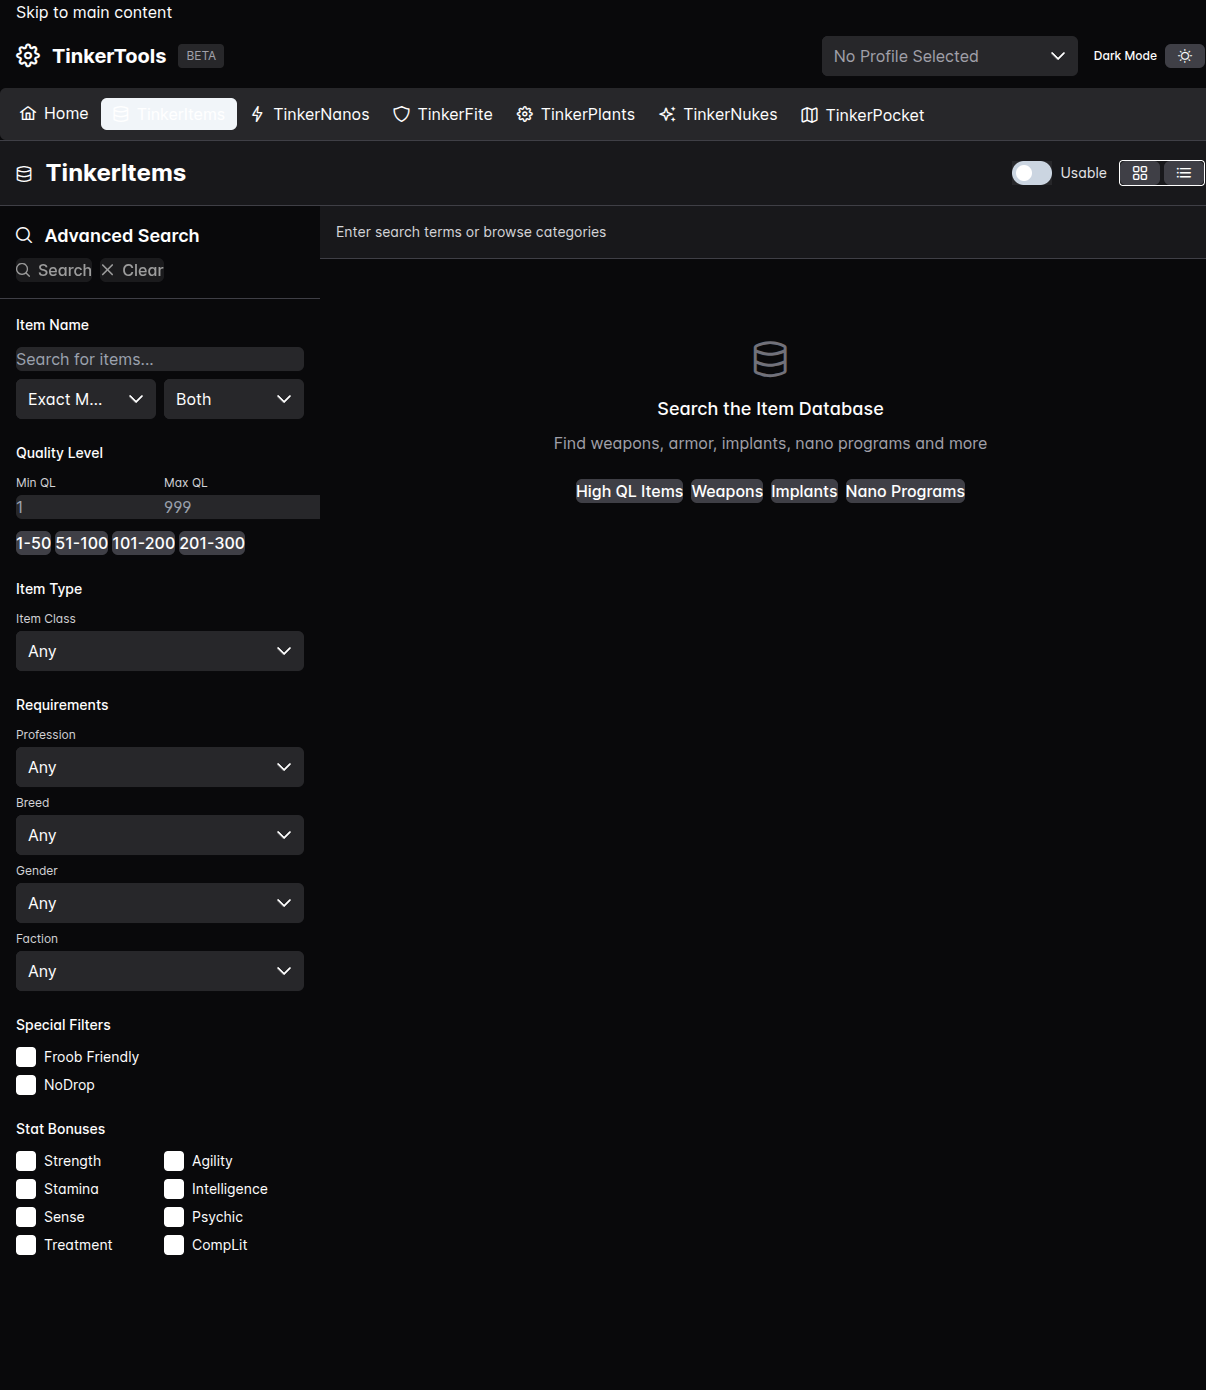 Skip to main content
TinkerTools BETA
No Profile Selected
Dark Mode
Home TinkerItems TinkerNanos TinkerFite TinkerPlants TinkerNukes TinkerPocket
TinkerItems
Usable
Advanced Search
Search Clear
Enter search terms or browse categories
Item Name
Search for items...
Exact M... Both
Quality Level
Min QL Max QL
1 999
1-50 51-100 101-200 201-300
Item Type
Item Class
Any
Requirements
Profession
Any
Breed
Any
Gender
Any
Faction
Any
Special Filters
Froob Friendly
NoDrop
Stat Bonuses
Strength Agility
Stamina Intelligence
Sense Psychic
Treatment CompLit
Search the Item Database
Find weapons, armor, implants, nano programs and more
High QL Items Weapons Implants Nano Programs